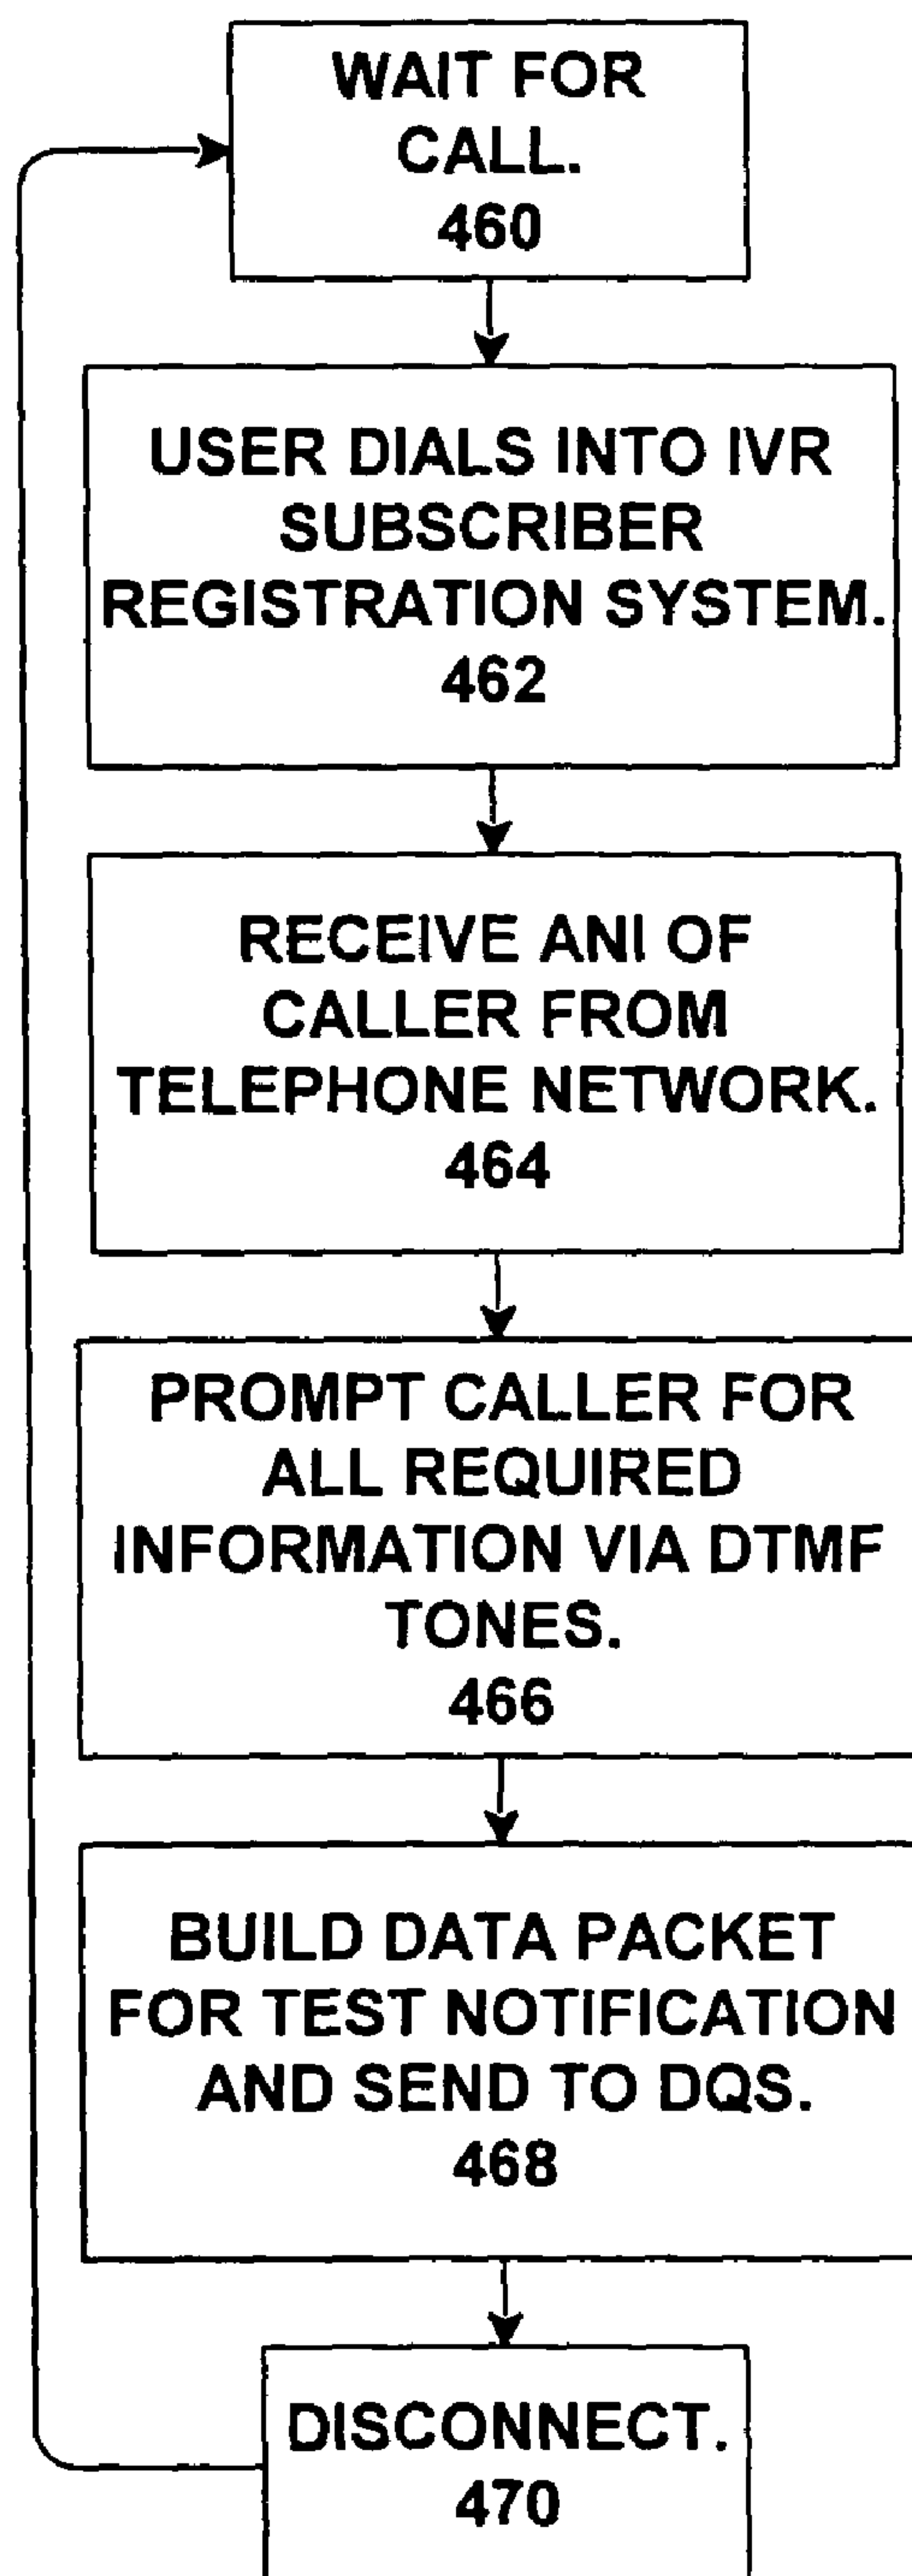 WAIT FOR
CALL.
460
USER DIALS INTO IVR
SUBSCRIBER
REGISTRATION SYSTEM.
462
RECEIVE ANI OF
CALLER FROM
TELEPHONE NETWORK.
464
PROMPT CALLER FOR
ALL REQUIRED
INFORMATION VIA DTMF
TONES.
466
BUILD DATA PACKET
FOR TEST NOTIFICATION
AND SEND TO DQS.
468
DISCONNECT.
470